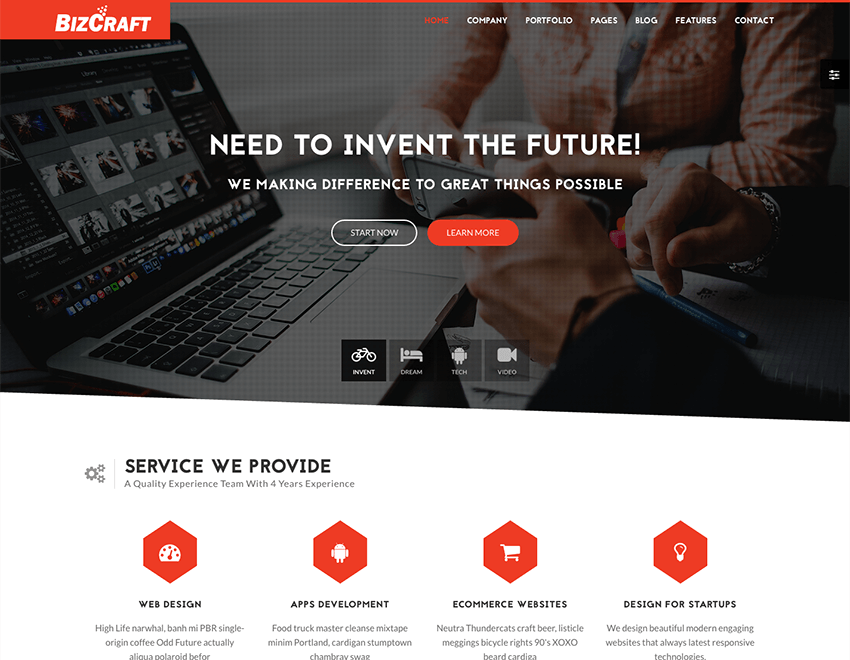 BizCraft
HOME COMPANY PORTFOLIO PAGES BLOG FEATURES CONTACT
NEED TO INVENT THE FUTURE!
WE MAKING DIFFERENCE TO GREAT THINGS POSSIBLE
START NOW LEARN MORE
INVENT DREAM TECH VIDEO
SERVICE WE PROVIDE
A Quality Experience Team With 4 Years Experience
WEB DESIGN
High Life narwhal, banh mi PBR single-
origin coffee Odd Future actually
aliqua polaroid befor
APPS DEVELOPMENT
Food truck master cleanse mixtape
minim Portland, cardigan stumptown
chambray swag
ECOMMERCE WEBSITES
Neutra Thundercats craft beer, listicle
meggings bicycle rights 90's XOXO
beard cardiga
DESIGN FOR STARTUPS
We design beautiful modern engaging
websites that always latest responsive
technologies.